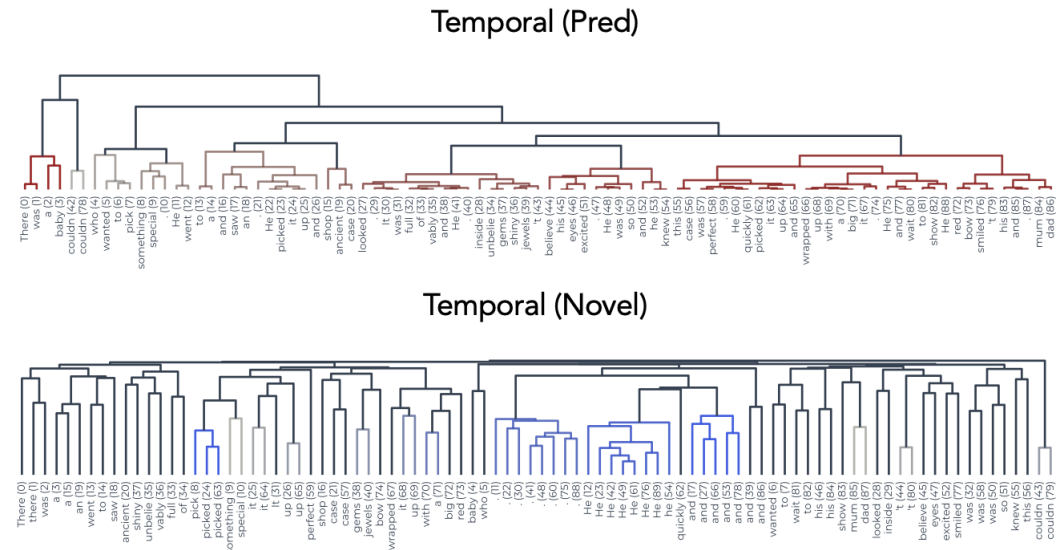 Temporal (Pred)
There (0)
was (1)
a (2)
baby (3)
couldn (42)
couldn (78)
who (4)
wanted (5)
to (6)
pick (7)
something (8)
special (9)
. (10)
He (11)
went (12)
to (13)
a (14)
and (16)
saw (17)
an (18)
. (21)
He (22)
picked (23)
it (24)
up (25)
and (26)
shop (15)
ancient (19)
case (20)
looked (27)
. (29)
It (30)
was (31)
full (32)
of (33)
vably (35)
and (38)
He (41)
. (40)
inside (28)
unbelie (34)
gems (37)
shiny (36)
jewels (39)
't (43)
believe (44)
his (45)
eyes (46)
excited (51)
. (47)
He (48)
was (49)
so (50)
and (52)
he (53)
knew (54)
this (55)
case (56)
was (57)
perfect (58)
. (59)
He (60)
quickly (61)
picked (62)
it (63)
up (64)
and (65)
wrapped (66)
up (68)
with (69)
a (70)
big (71)
it (67)
. (74)
He (75)
and (77)
wait (80)
to (81)
show (82)
He (88)
red (72)
bow (73)
smiled (76)
't (79)
his (83)
and (85)
. (87)
mum (84)
dad (86)
Temporal (Novel)
There (0)
there (1)
was (2)
a (3)
a (15)
an (19)
went (13)
to (14)
saw (18)
ancient (20)
shiny (37)
unbelie (35)
vably (36)
full (33)
of (34)
pick (8)
picked (24)
picked (63)
omething (9)
special (10)
it (25)
it (64)
It (31)
up (26)
up (65)
perfect (59)
shop (16)
case (21)
case (57)
gems (38)
jewels (40)
bow (74)
wrapped (67)
it (68)
up (69)
with (70)
a (71)
big (72)
red (73)
baby (4)
who (5)
. (11)
. (22)
. (30)
. (41)
. (48)
. (60)
. (75)
. (88)
He (12)
He (23)
He (42)
He (49)
He (61)
He (76)
He (89)
he (54)
quickly (62)
and (17)
and (27)
and (66)
and (53)
and (78)
and (39)
and (86)
wanted (6)
to (7)
wait (81)
to (82)
his (46)
his (84)
show (83)
mum (85)
dad (87)
looked (28)
inside (29)
't (44)
't (80)
believe (45)
eyes (47)
excited (52)
smiled (77)
was (32)
was (58)
was (50)
so (51)
knew (55)
this (56)
couldn (43)
couldn (79)